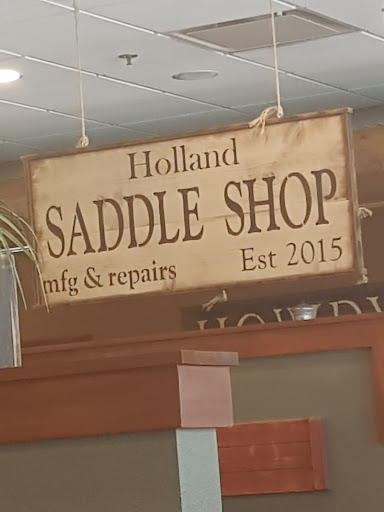 Holland
SADDLE SHOP
mfg & repairs Est 2015